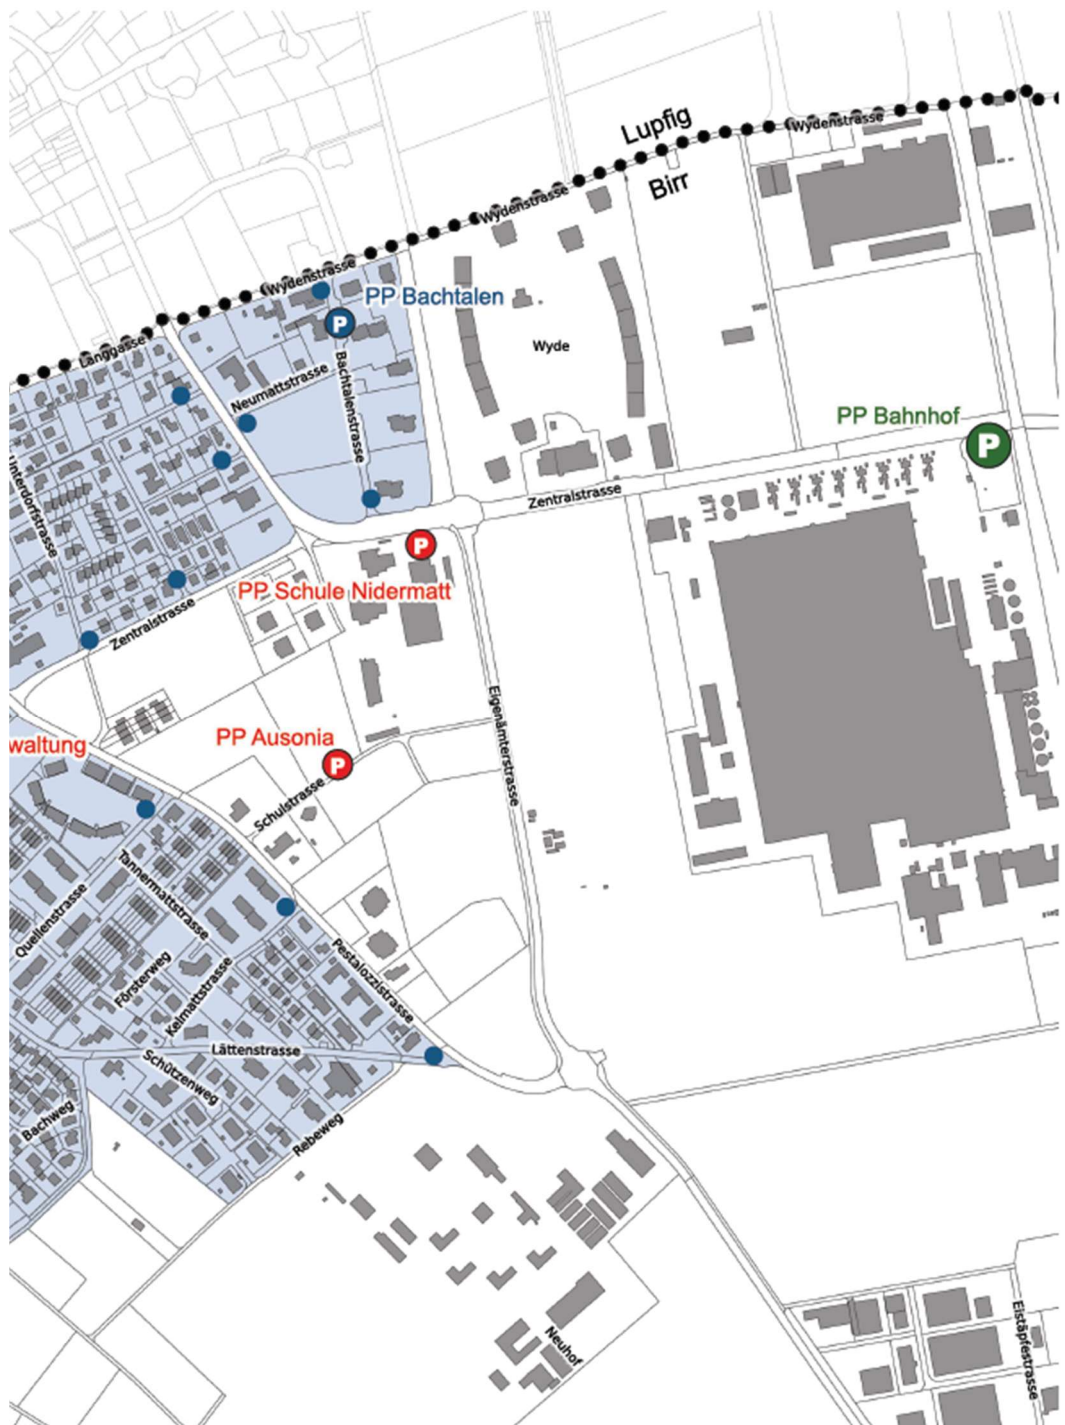 Lupfig
Wydenstrasse
Birr
Wydenstrasse
Wydenstrasse
PP Bachtalen
P
Langgasse
Wyde
Neumattstrasse
Bachtalenstrasse
PP Bahnhof
P
Unterdorfstrasse
Zentralstrasse
P
PP Schule Nidermatt
Zentralstrasse
Eigenämterstrasse
waltung
PP Ausonia
P
Schulstrasse
Tannermattstrasse
Quellenstrasse
Pestalozzistrasse
Försterweg
Kelmattstrasse
Lättenstrasse
Schützenweg
Bachweg
Rebeweg
Neuhof
Eistäpfestrasse